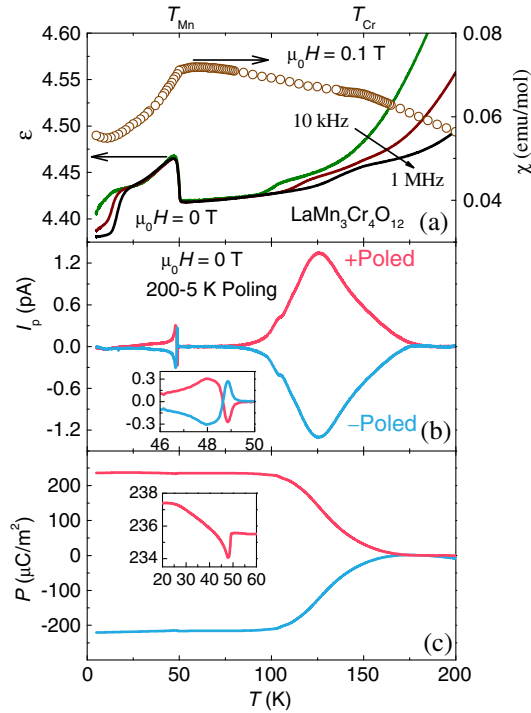 T_Mn T_Cr
4.60 0.08
μ₀H = 0.1 T
4.55
ε 0.06 χ (emu/mol)
4.50 10 kHz
4.45 1 MHz
0.04
4.40 μ₀H = 0 T LaMn₃Cr₄O₁₂ (a)
0.03
μ₀H = 0 T +Poled
1.2 200-5 K Poling
0.6
I_p (pA)
0.0
-0.6 0.3
0.0
-0.3
-1.2 46 48 50 -Poled (b)
200 238
236
100 234
20 30 40 50 60
P (μC/m²) 0
-100
-200 (c)
0 50 100 150 200
T (K)